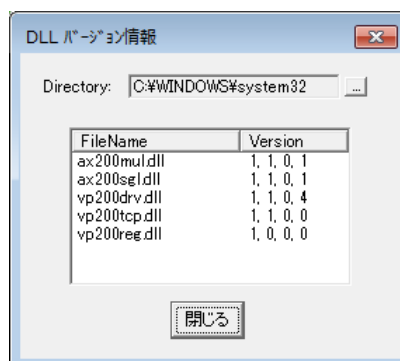 DLL ﾊﾞｰｼﾞｮﾝ情報
Directory: C:¥WINDOWS¥system32 ...
FileName Version
ax200mul.dll 1, 1, 0, 1
ax200sgl.dll 1, 1, 0, 1
vp200drv.dll 1, 1, 0, 4
vp200tcp.dll 1, 1, 0, 0
vp200reg.dll 1, 0, 0, 0
閉じる